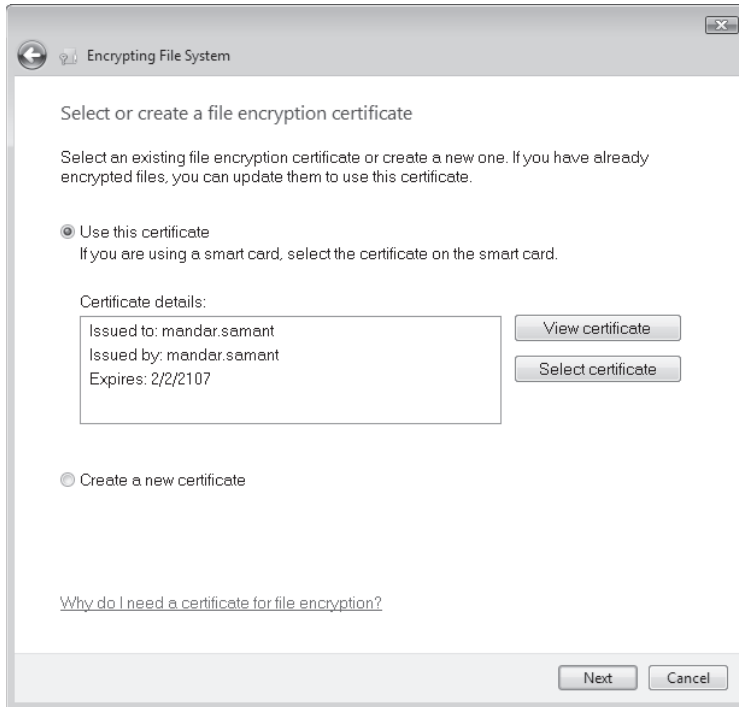 Encrypting File System
Select or create a file encryption certificate
Select an existing file encryption certificate or create a new one. If you have already
encrypted files, you can update them to use this certificate.
Use this certificate
If you are using a smart card, select the certificate on the smart card.
Certificate details:
Issued to: mandar.samant
Issued by: mandar.samant
Expires: 2/2/2107
View certificate
Select certificate
Create a new certificate
Why do I need a certificate for file encryption?
Next
Cancel